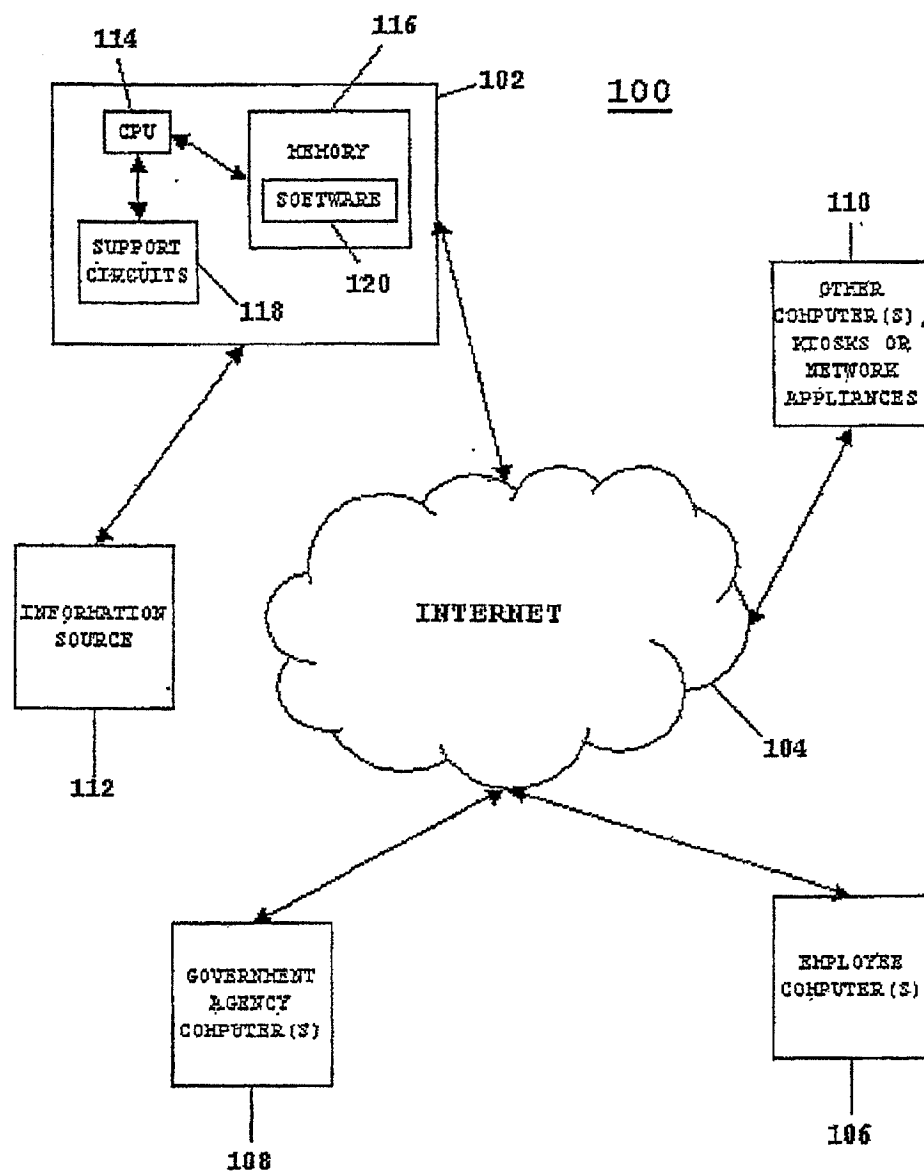 114
116
102
100
CPU
MEMORY
SOFTWARE
110
SUPPORT
CIRCUITS
120
118
OTHER
COMPUTER(S),
KIOSKS OR
NETWORK
APPLIANCES
INFORMATION
SOURCE
INTERNET
104
112
GOVERNMENT
AGENCY
COMPUTER(S)
EMPLOYEE
COMPUTER(S)
108
106